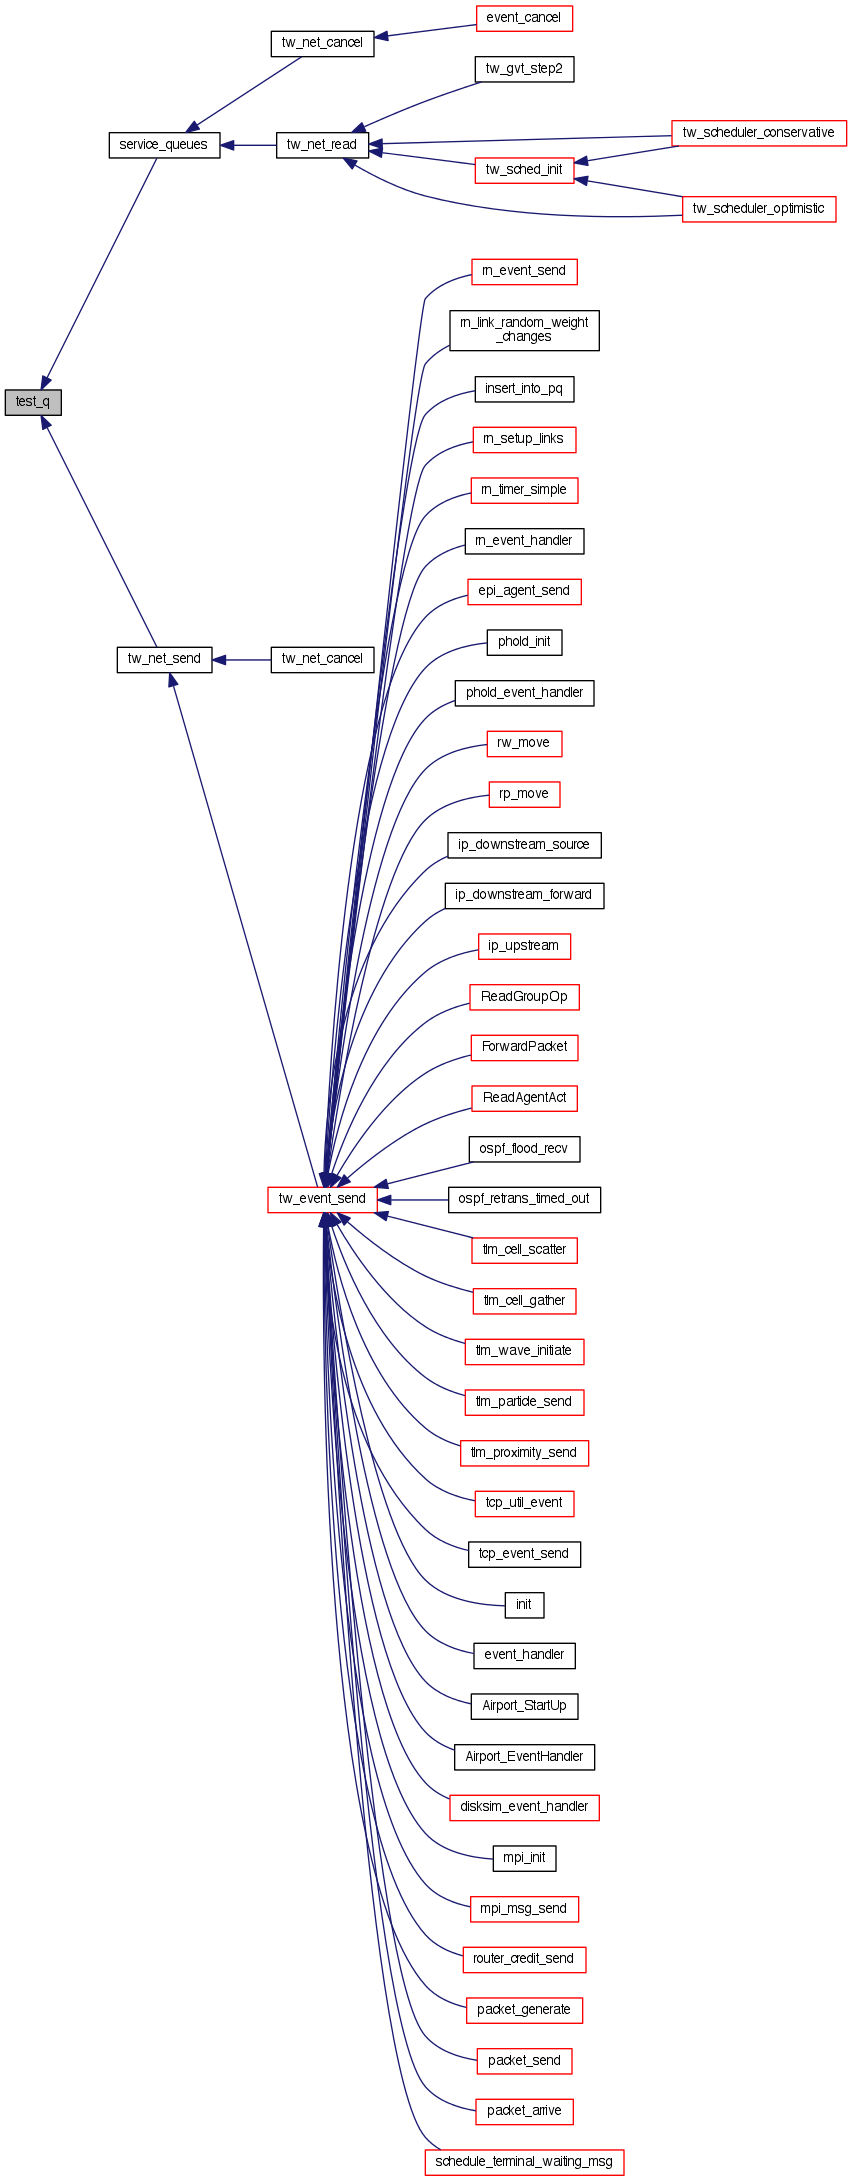 event_cancel
tw_net_cancel
tw_gvt_step2
tw_scheduler_conservative
service_queues
tw_net_read
tw_sched_init
tw_scheduler_optimistic
rn_event_send
rn_link_random_weight
_changes
insert_into_pq
test_q
rn_setup_links
rn_timer_simple
rn_event_handler
epi_agent_send
phold_init
tw_net_send
tw_net_cancel
phold_event_handler
rw_move
rp_move
ip_downstream_source
ip_downstream_forward
ip_upstream
ReadGroupOp
ForwardPacket
ReadAgentAct
ospf_flood_recv
tw_event_send
ospf_retrans_timed_out
tlm_cell_scatter
tlm_cell_gather
tlm_wave_initiate
tlm_particle_send
tlm_proximity_send
tcp_util_event
tcp_event_send
init
event_handler
Airport_StartUp
Airport_EventHandler
disksim_event_handler
mpi_init
mpi_msg_send
router_credit_send
packet_generate
packet_send
packet_arrive
schedule_terminal_waiting_msg